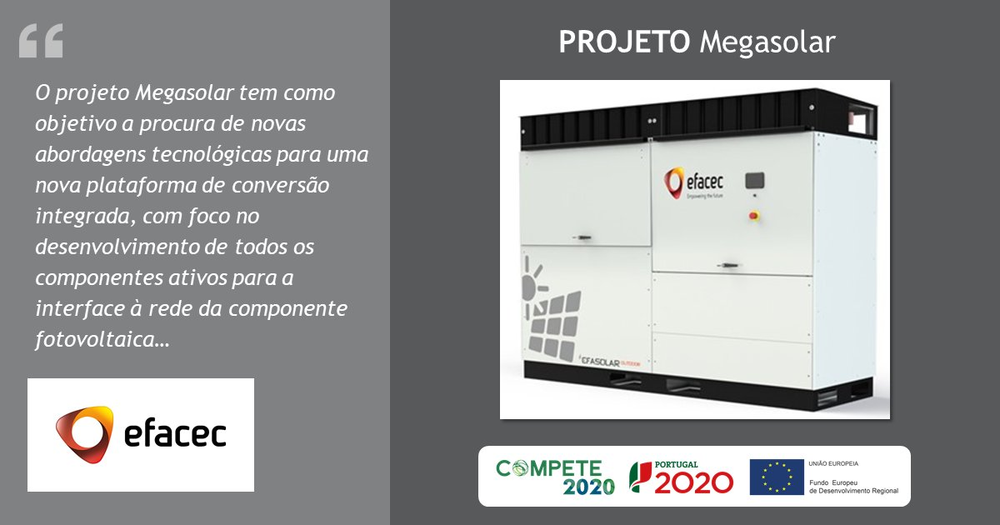 PROJETO Megasolar
O projeto Megasolar tem como
objetivo a procura de novas
abordagens tecnológicas para uma
nova plataforma de conversão
integrada, com foco no
desenvolvimento de todos os
componentes ativos para a
interface à rede da componente
fotovoltaica...
efacec
efacec
Empowering the future
EFASOLAR OUTDOOR
COMPETE
2020
PORTUGAL
2020
UNIÃO EUROPEIA
Fundo Europeu
de Desenvolvimento Regional